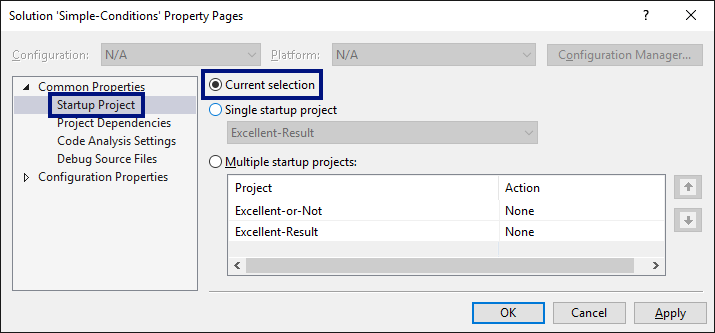 Solution 'Simple-Conditions' Property Pages
Configuration: N/A Platform: N/A Configuration Manager...
Common Properties
Startup Project
Project Dependencies
Code Analysis Settings
Debug Source Files
Configuration Properties
Current selection
Single startup project
Excellent-Result
Multiple startup projects:
Project Action
Excellent-or-Not None
Excellent-Result None
OK Cancel Apply